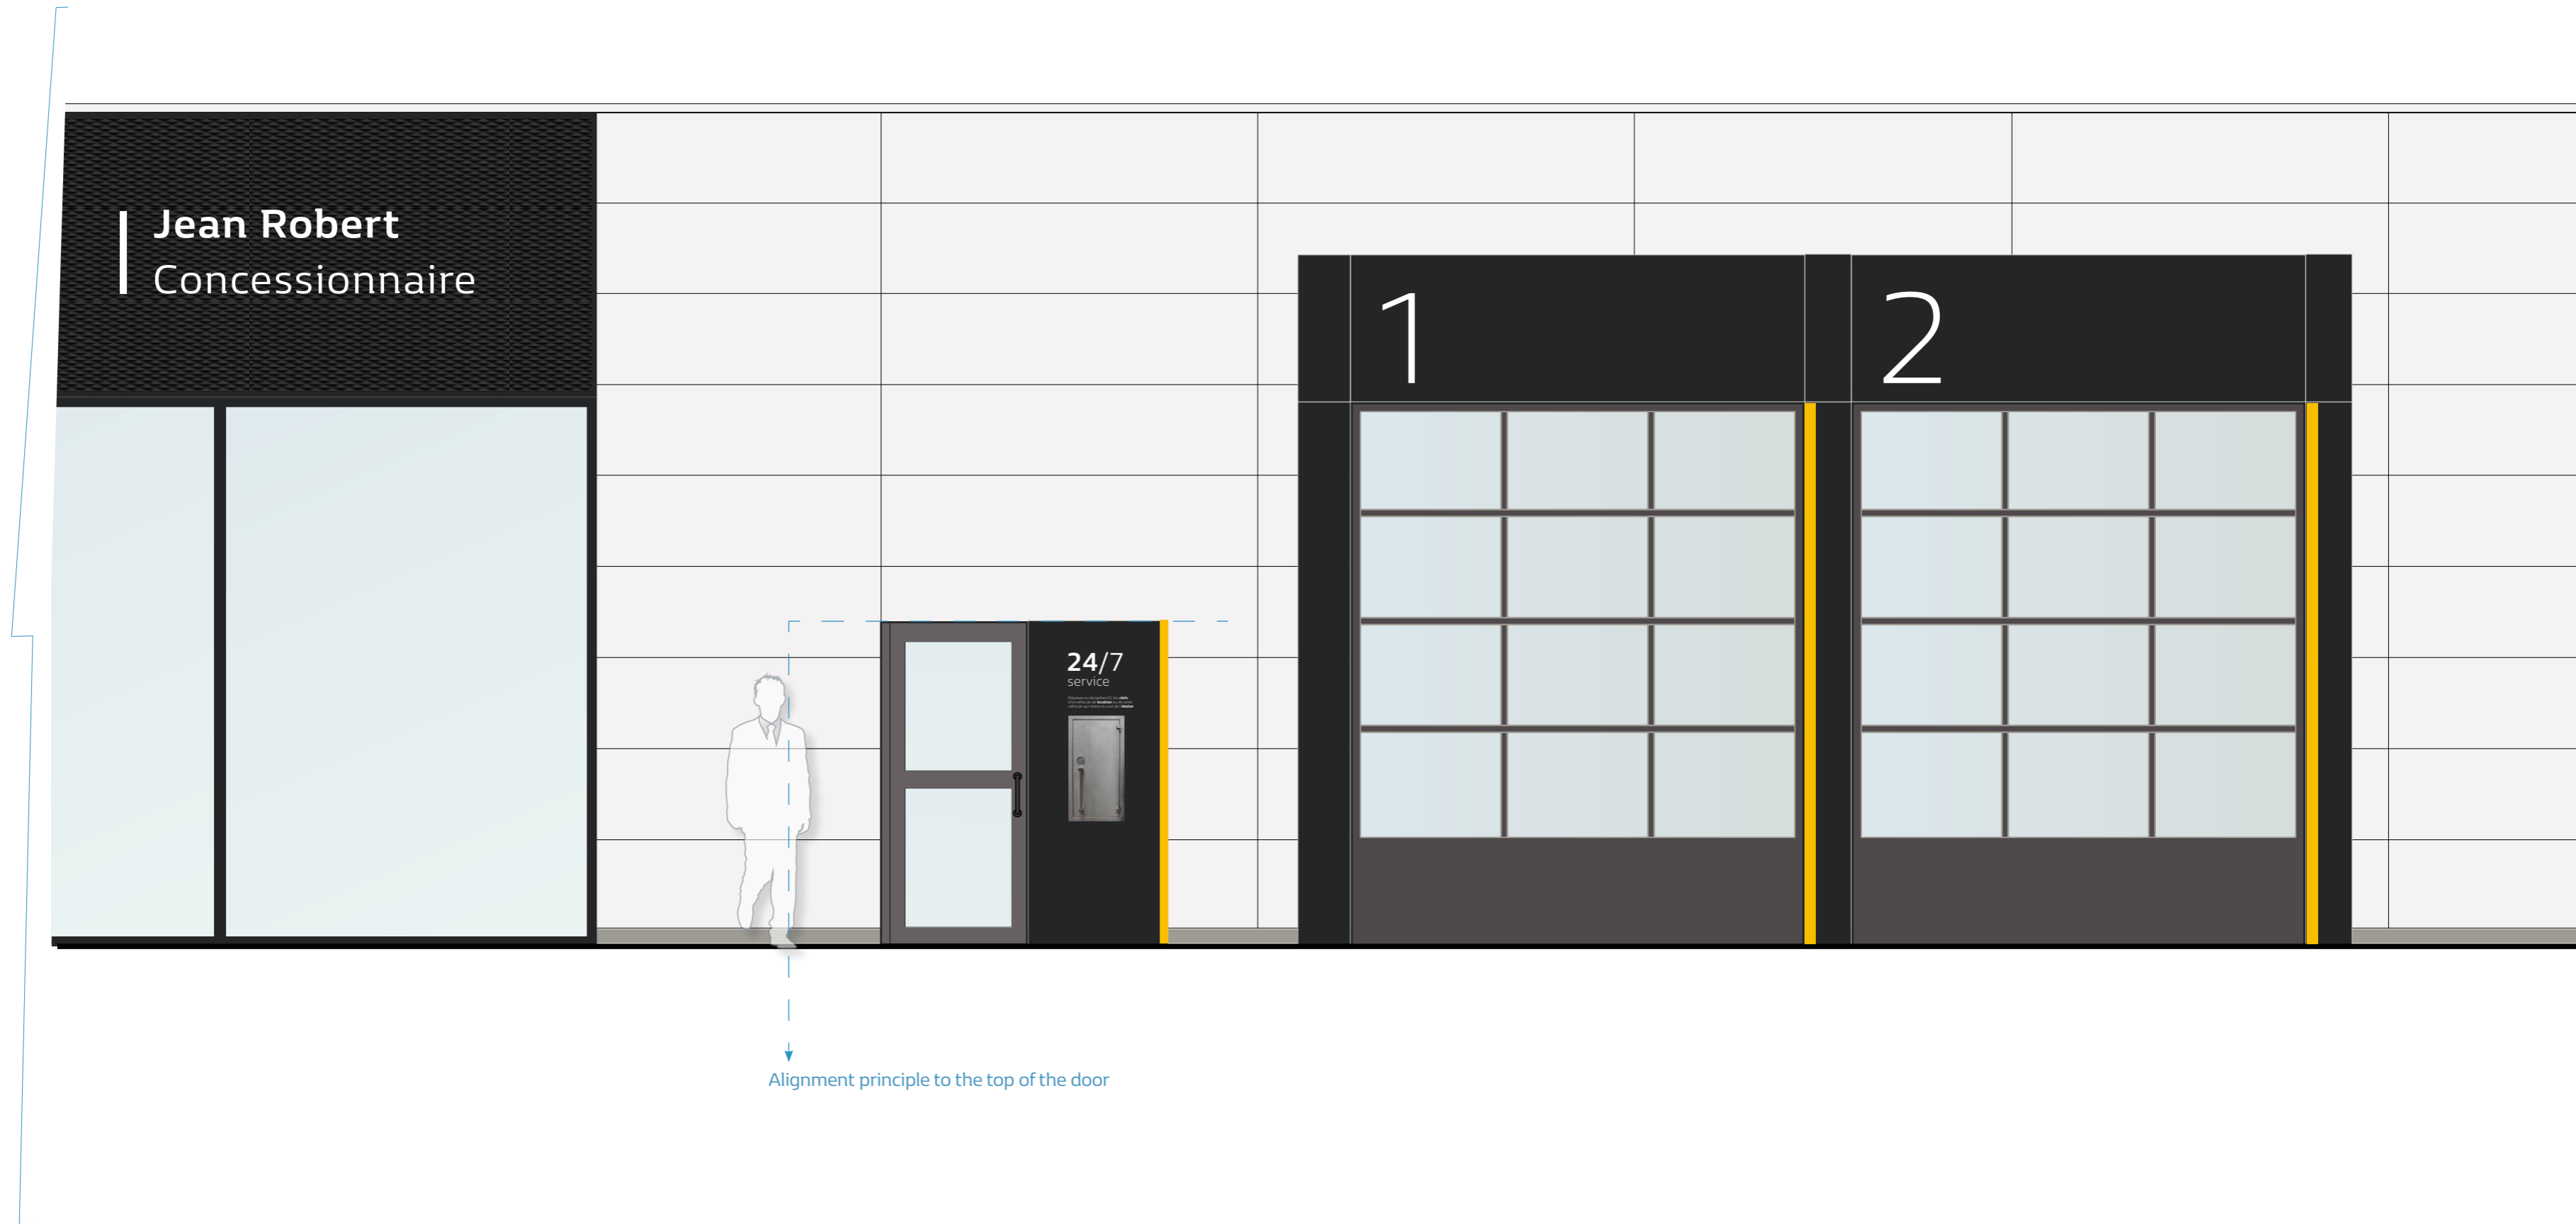 Jean Robert
Concessionnaire
1
2
24/7
service
Alignment principle to the top of the door